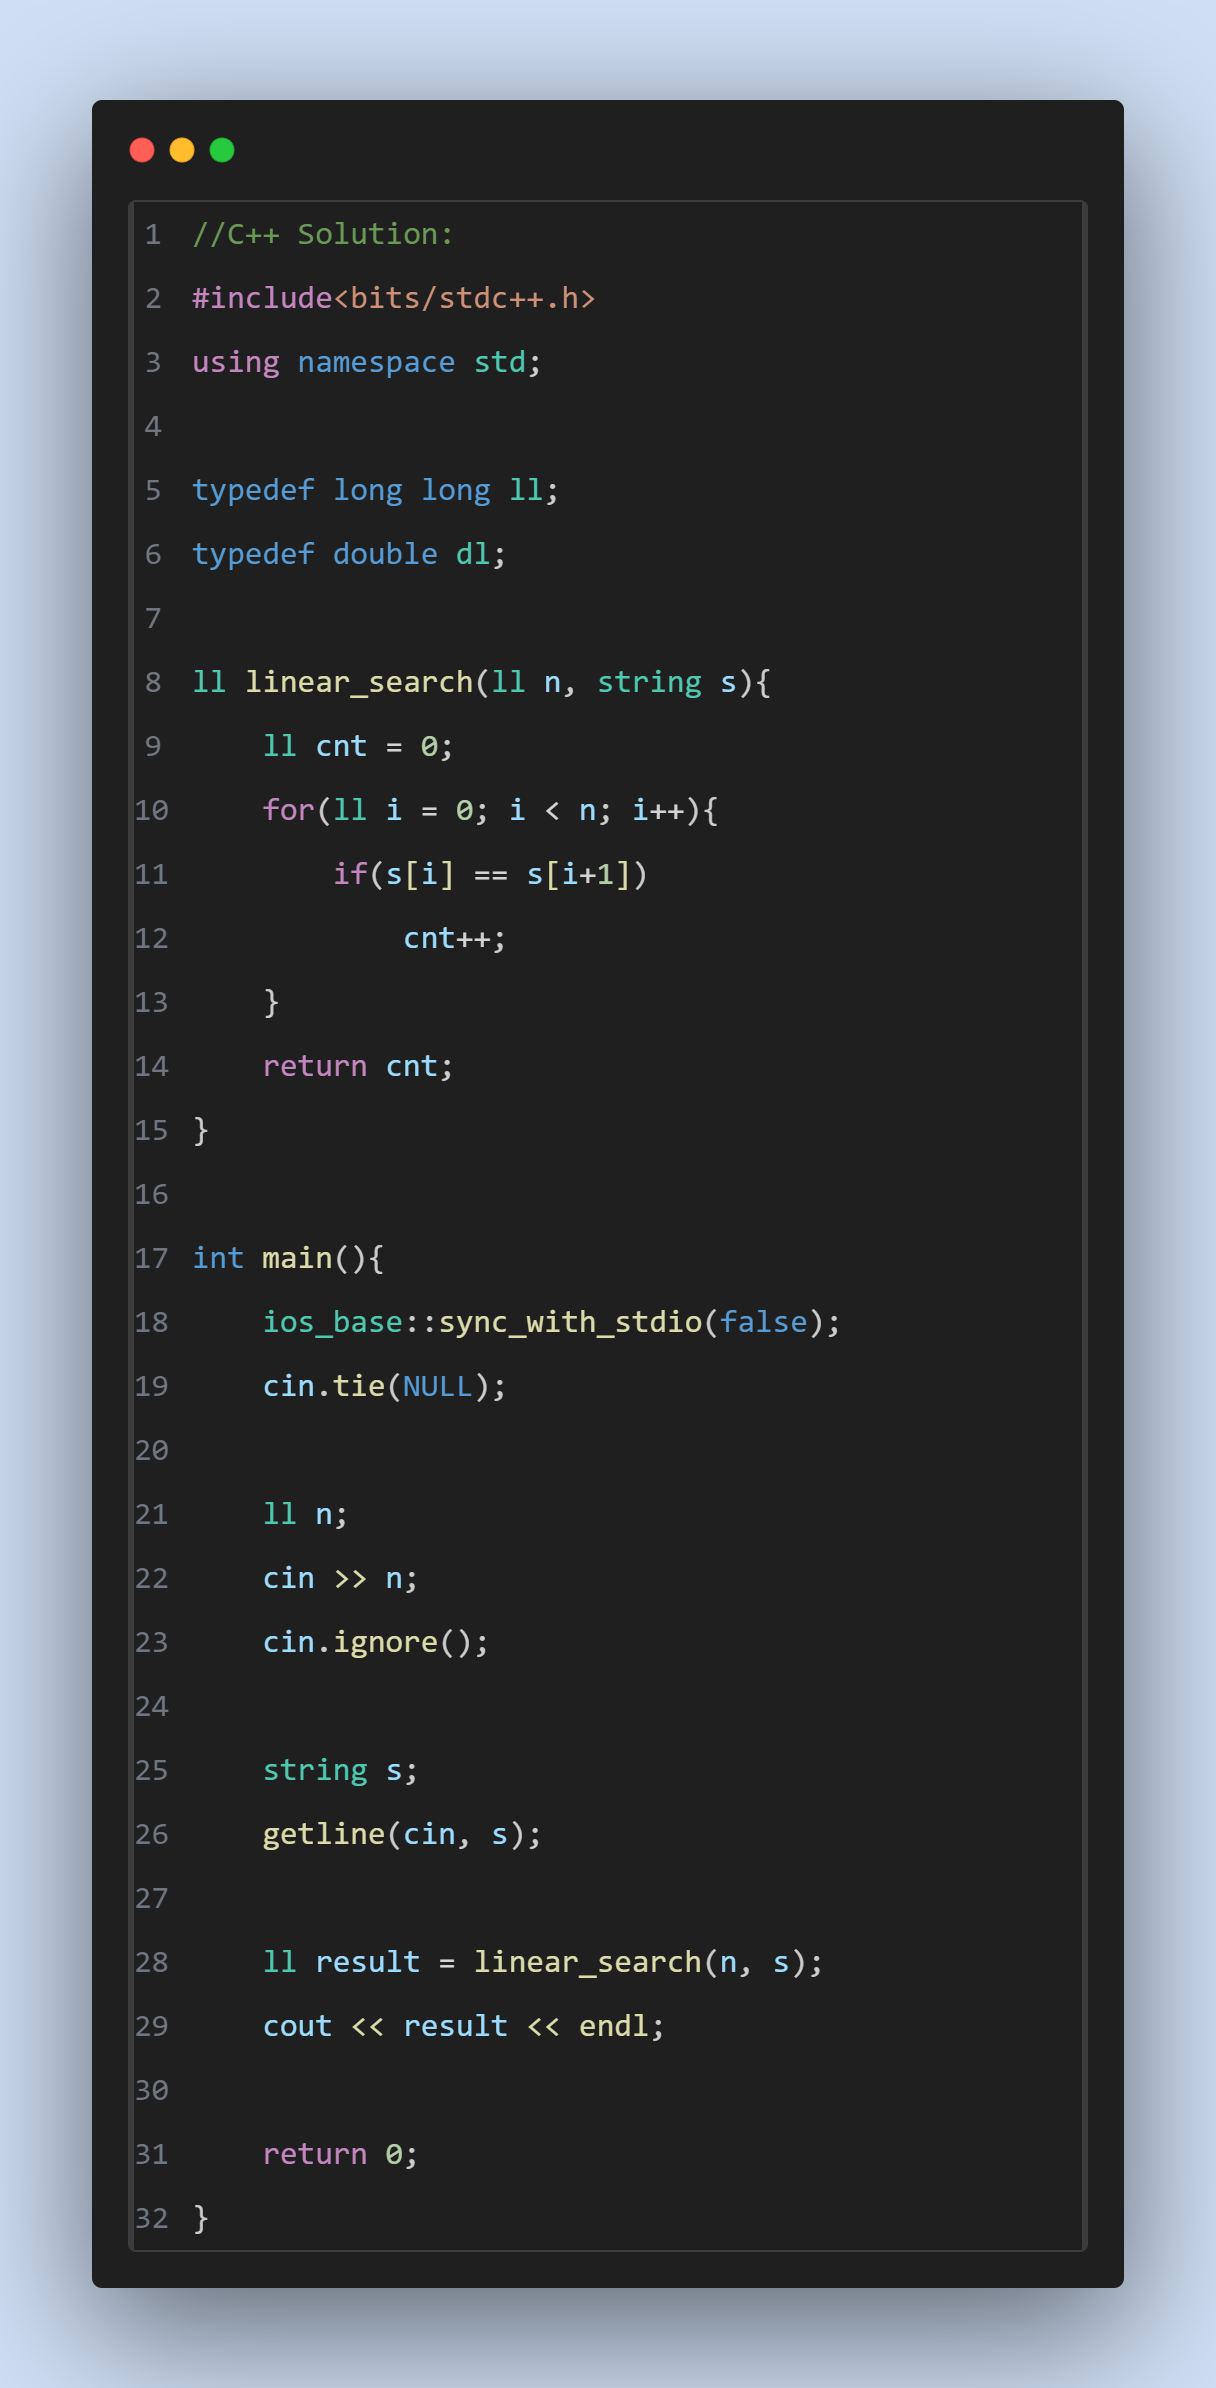 1 //C++ Solution:
2 #include<bits/stdc++.h>
3 using namespace std;
4
5 typedef long long ll;
6 typedef double dl;
7
8 ll linear_search(ll n, string s){
9     ll cnt = 0;
10     for(ll i = 0; i < n; i++){
11         if(s[i] == s[i+1])
12             cnt++;
13     }
14     return cnt;
15 }
16
17 int main(){
18     ios_base::sync_with_stdio(false);
19     cin.tie(NULL);
20
21     ll n;
22     cin >> n;
23     cin.ignore();
24
25     string s;
26     getline(cin, s);
27
28     ll result = linear_search(n, s);
29     cout << result << endl;
30
31     return 0;
32 }